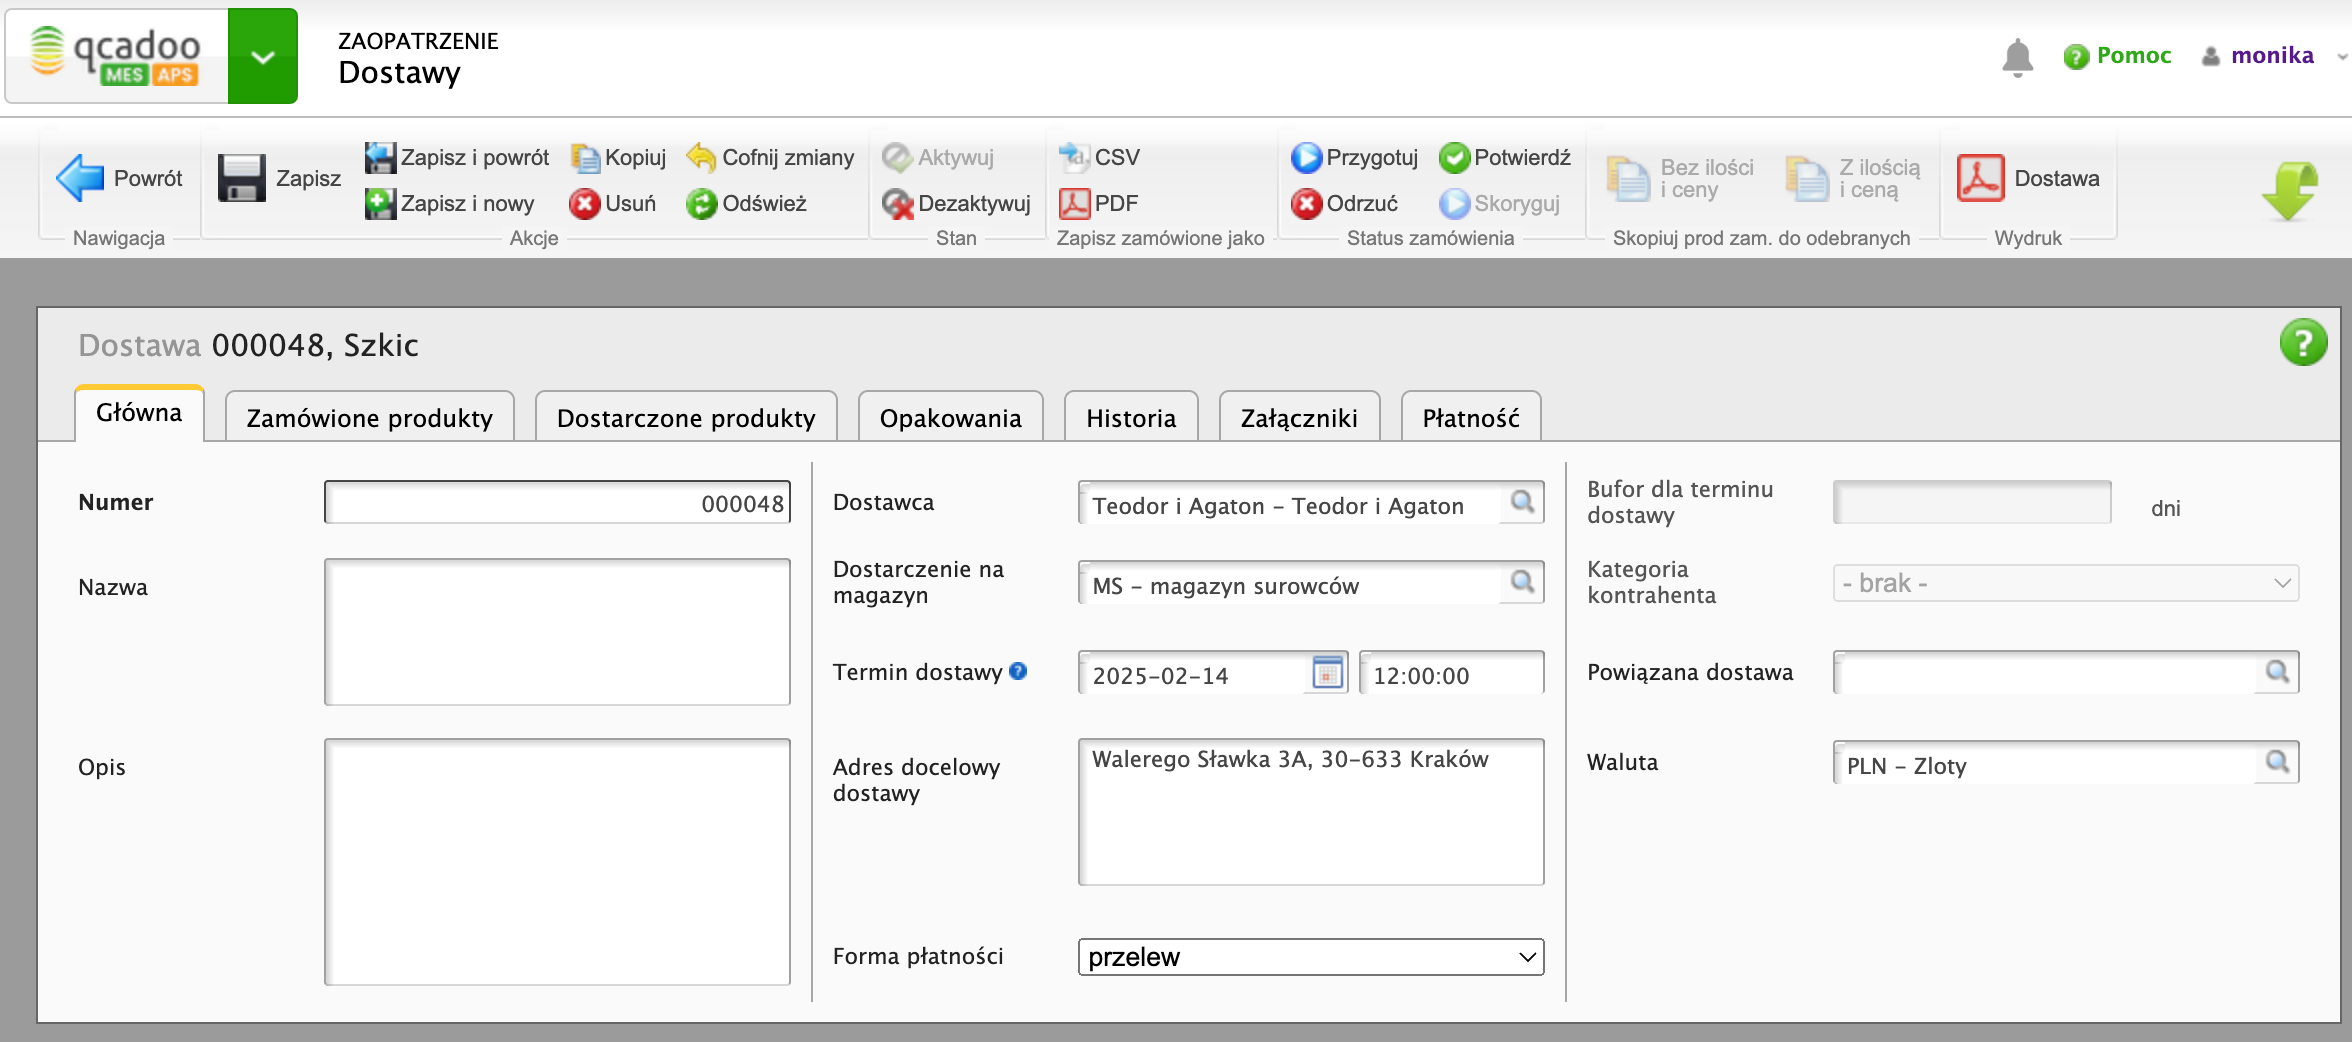 qcadoo
MES APS
ZAOPATRZENIE
Dostawy
Pomoc
monika
Powrót
Nawigacja
Zapisz
Zapisz i powrót
Kopiuj
Cofnij zmiany
Zapisz i nowy
Usuń
Odśwież
Akcje
Aktywuj
Dezaktywuj
Stan
CSV
PDF
Zapisz zamówione jako
Przygotuj
Potwierdź
Odrzuć
Skoryguj
Status zamówienia
Bez ilości
i ceny
Z ilością
i ceną
Skopiuj prod zam. do odebranych
Dostawa
Wydruk
Dostawa 000048, Szkic
Główna
Zamówione produkty
Dostarczone produkty
Opakowania
Historia
Załączniki
Płatność
Numer
000048
Nazwa
Opis
Dostawca
Teodor i Agaton - Teodor i Agaton
Dostarczenie na
magazyn
MS - magazyn surowców
Termin dostawy
2025-02-14
12:00:00
Adres docelowy
dostawy
Walerego Sławka 3A, 30-633 Kraków
Forma płatności
przelew
Bufor dla terminu
dostawy
dni
Kategoria
kontrahenta
- brak -
Powiązana dostawa
Waluta
PLN - Zloty